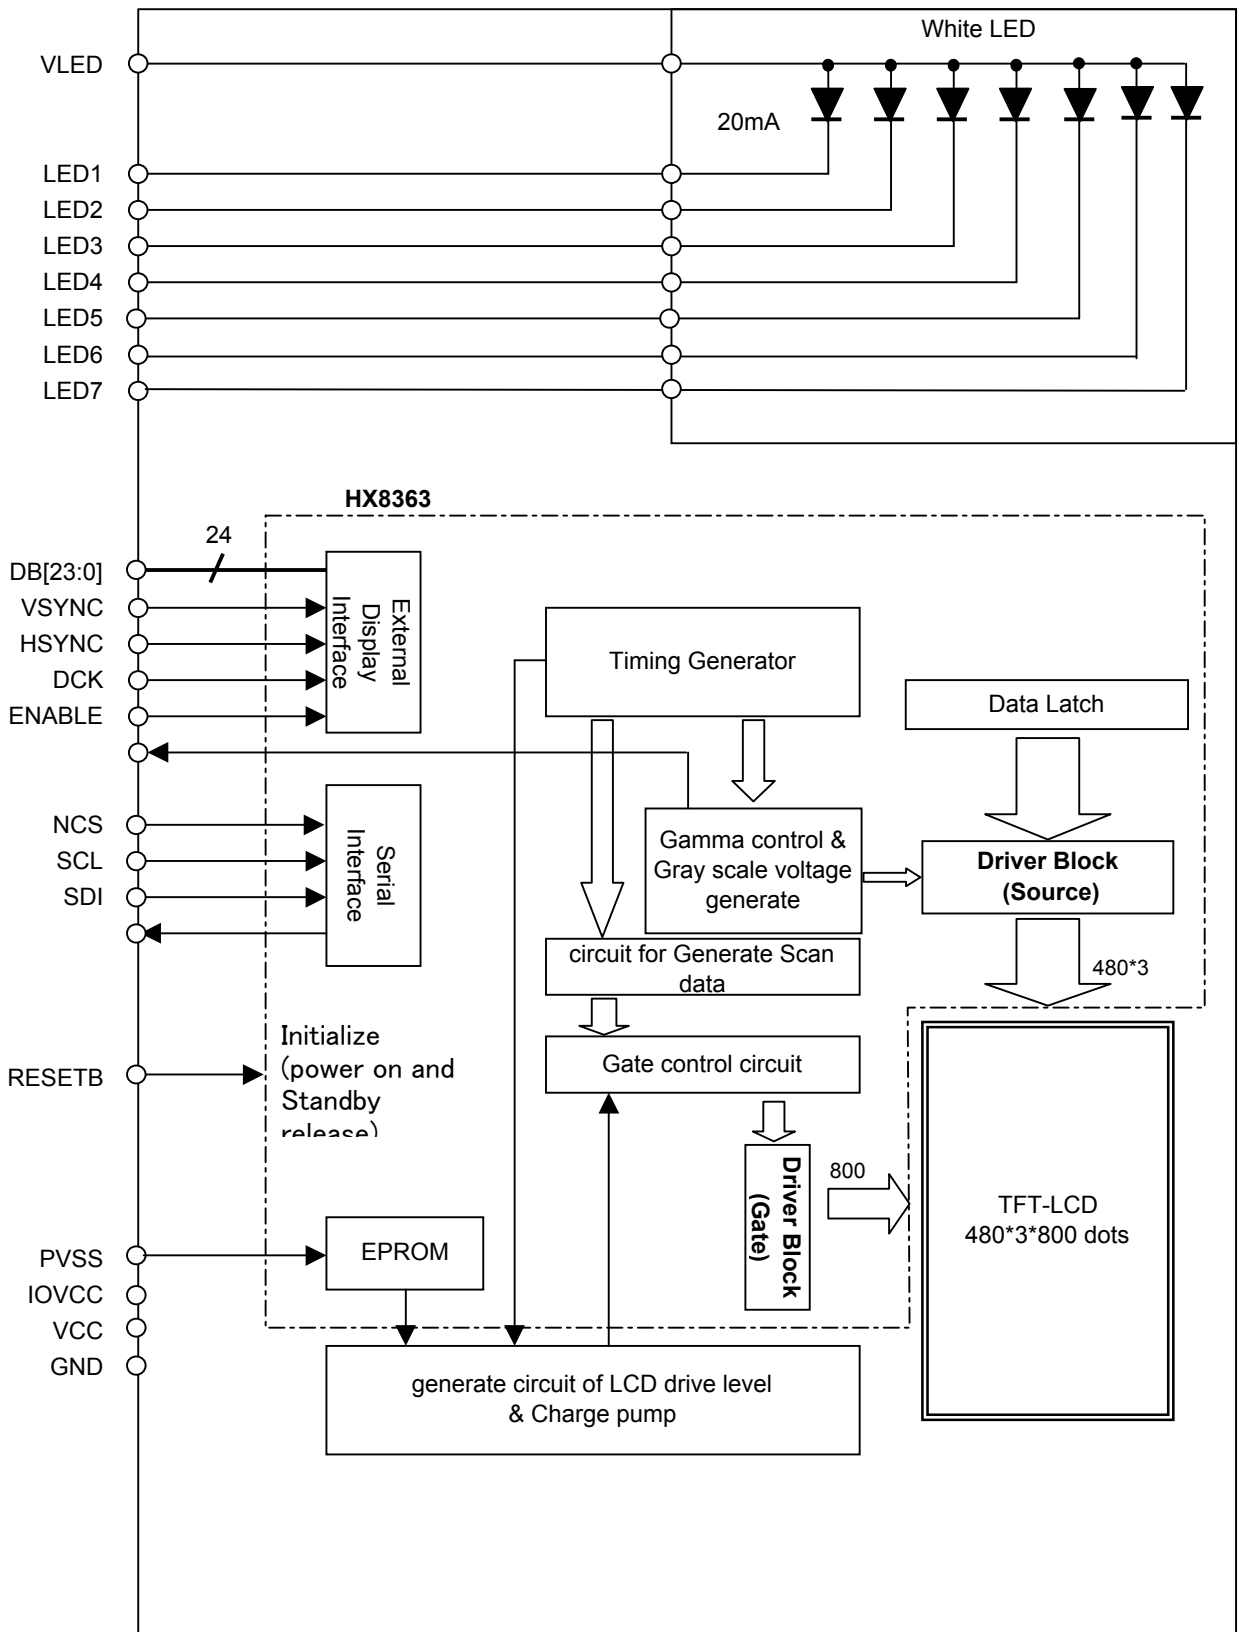 White LED
VLED
20mA
LED1
LED2
LED3
LED4
LED5
LED6
LED7
HX8363
24
DB[23:0]
VSYNC
HSYNC
DCK
ENABLE
External
Display
Interface
Timing Generator
Data Latch
NCS
SCL
SDI
Serial
Interface
Gamma control &
Gray scale voltage
generate
Driver Block
(Source)
circuit for Generate Scan
data
480*3
Initialize
(power on and
Standby
release)
RESETB
Gate control circuit
Driver Block
(Gate)
800
TFT-LCD
480*3*800 dots
PVSS
IOVCC
VCC
GND
EPROM
generate circuit of LCD drive level
& Charge pump